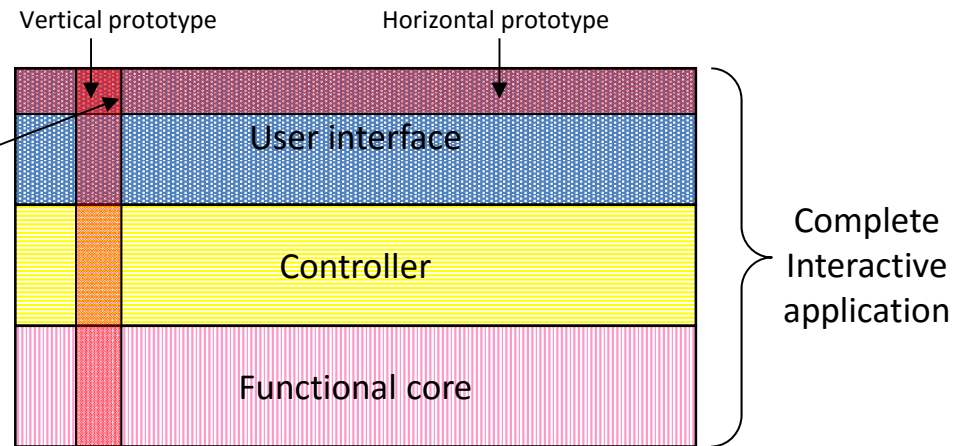 Vertical prototype
Horizontal prototype
User interface
Controller
Functional core
Complete
Interactive
application